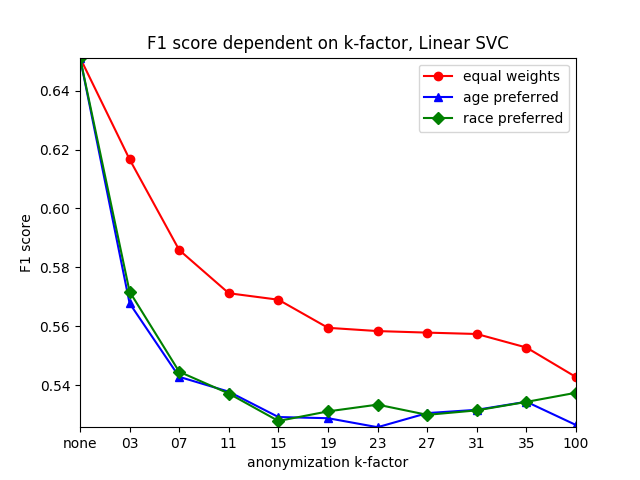 F1 score dependent on k-factor, Linear SVC
equal weights
age preferred
race preferred
F1 score
0.64
0.62
0.60
0.58
0.56
0.54
none 03 07 11 15 19 23 27 31 35 100
anonymization k-factor